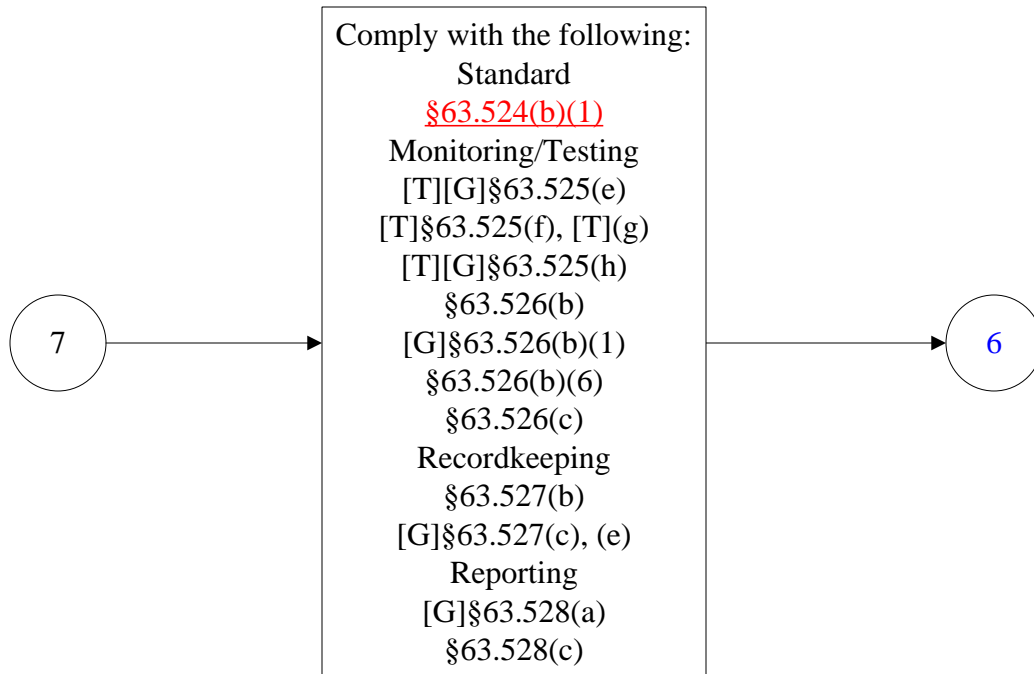 Comply with the following:
Standard
§63.524(b)(1)
Monitoring/Testing
[T][G]§63.525(e)
[T]§63.525(f), [T](g)
[T][G]§63.525(h)
§63.526(b)
7
[G]§63.526(b)(1)
6
§63.526(b)(6)
§63.526(c)
Recordkeeping
§63.527(b)
[G]§63.527(c), (e)
Reporting
[G]§63.528(a)
§63.528(c)